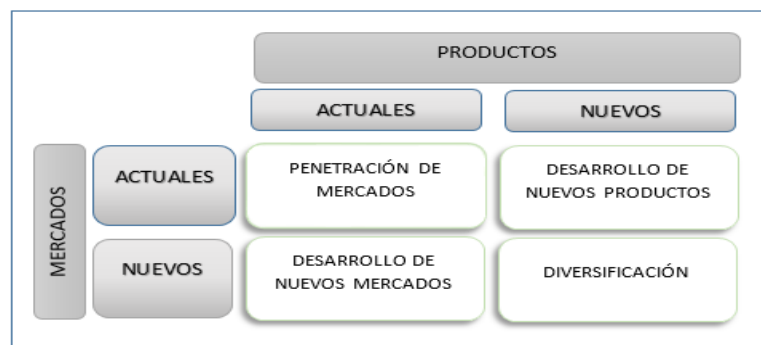 PRODUCTOS
ACTUALES
NUEVOS
MERCADOS
ACTUALES
PENETRACIÓN DE
MERCADOS
DESARROLLO DE
NUEVOS PRODUCTOS
NUEVOS
DESARROLLO DE
NUEVOS MERCADOS
DIVERSIFICACIÓN